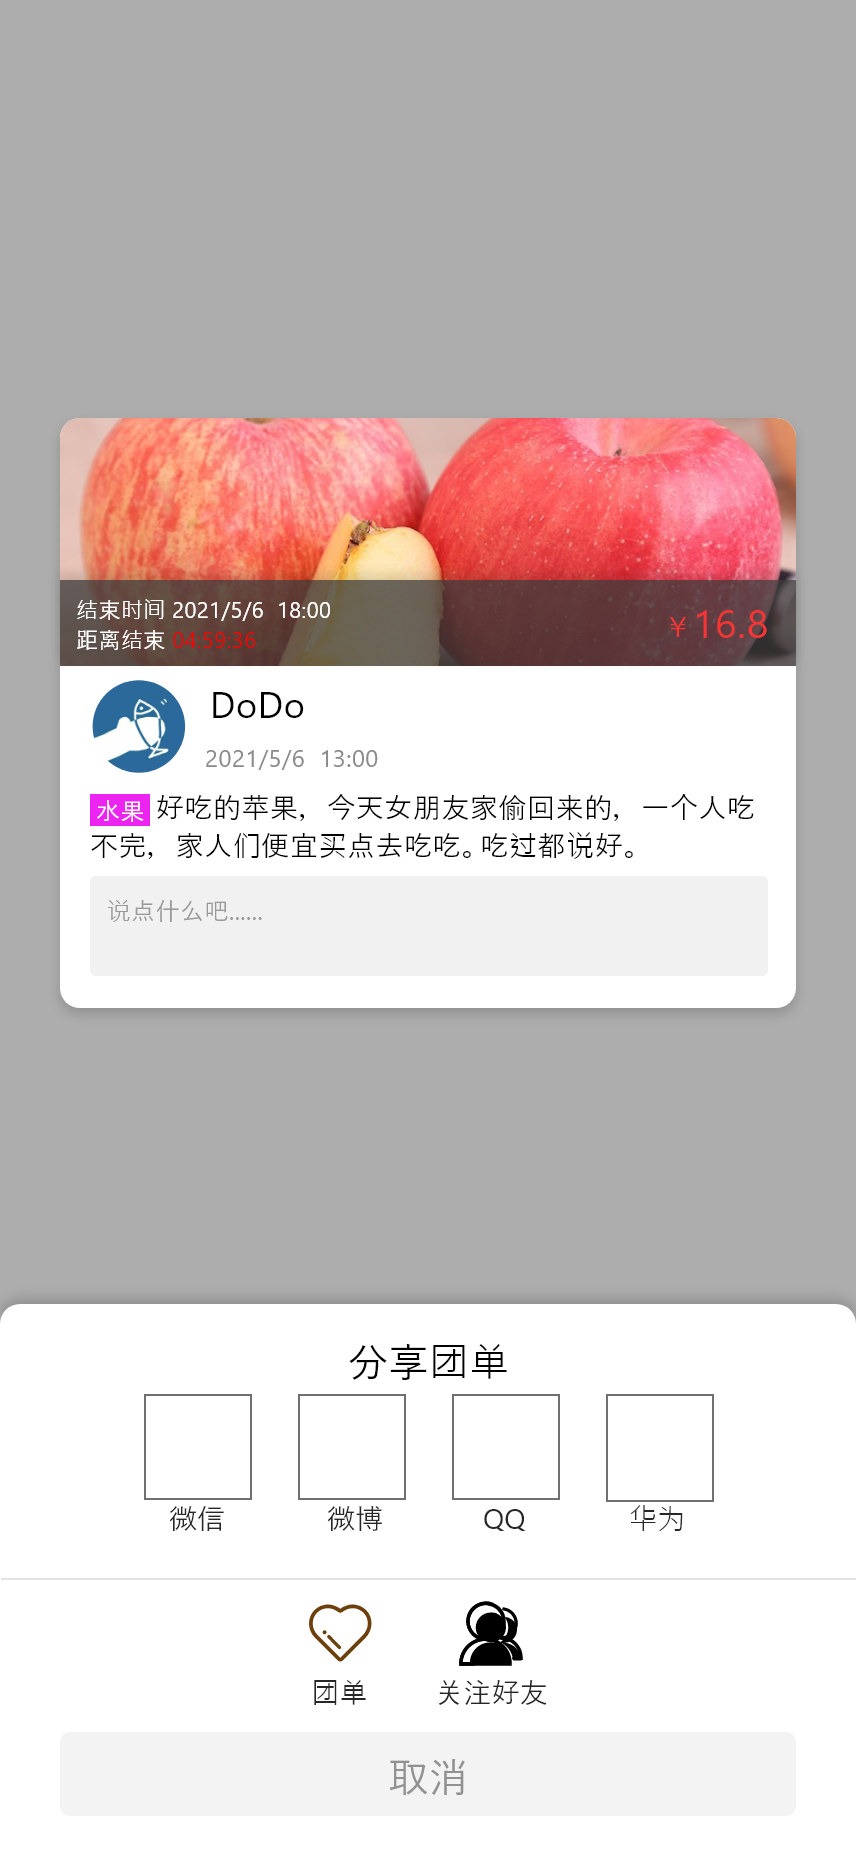 结束时间 2021/5/6 18:00
距离结束 04:59:36
￥16.8
DoDo
2021/5/6 13:00
水果 好吃的苹果，今天女朋友家偷回来的，一个人吃
不完，家人们便宜买点去吃吃。吃过都说好。
说点什么吧......
分享团单
微信 微博 QQ 华为
团单 关注好友
取消